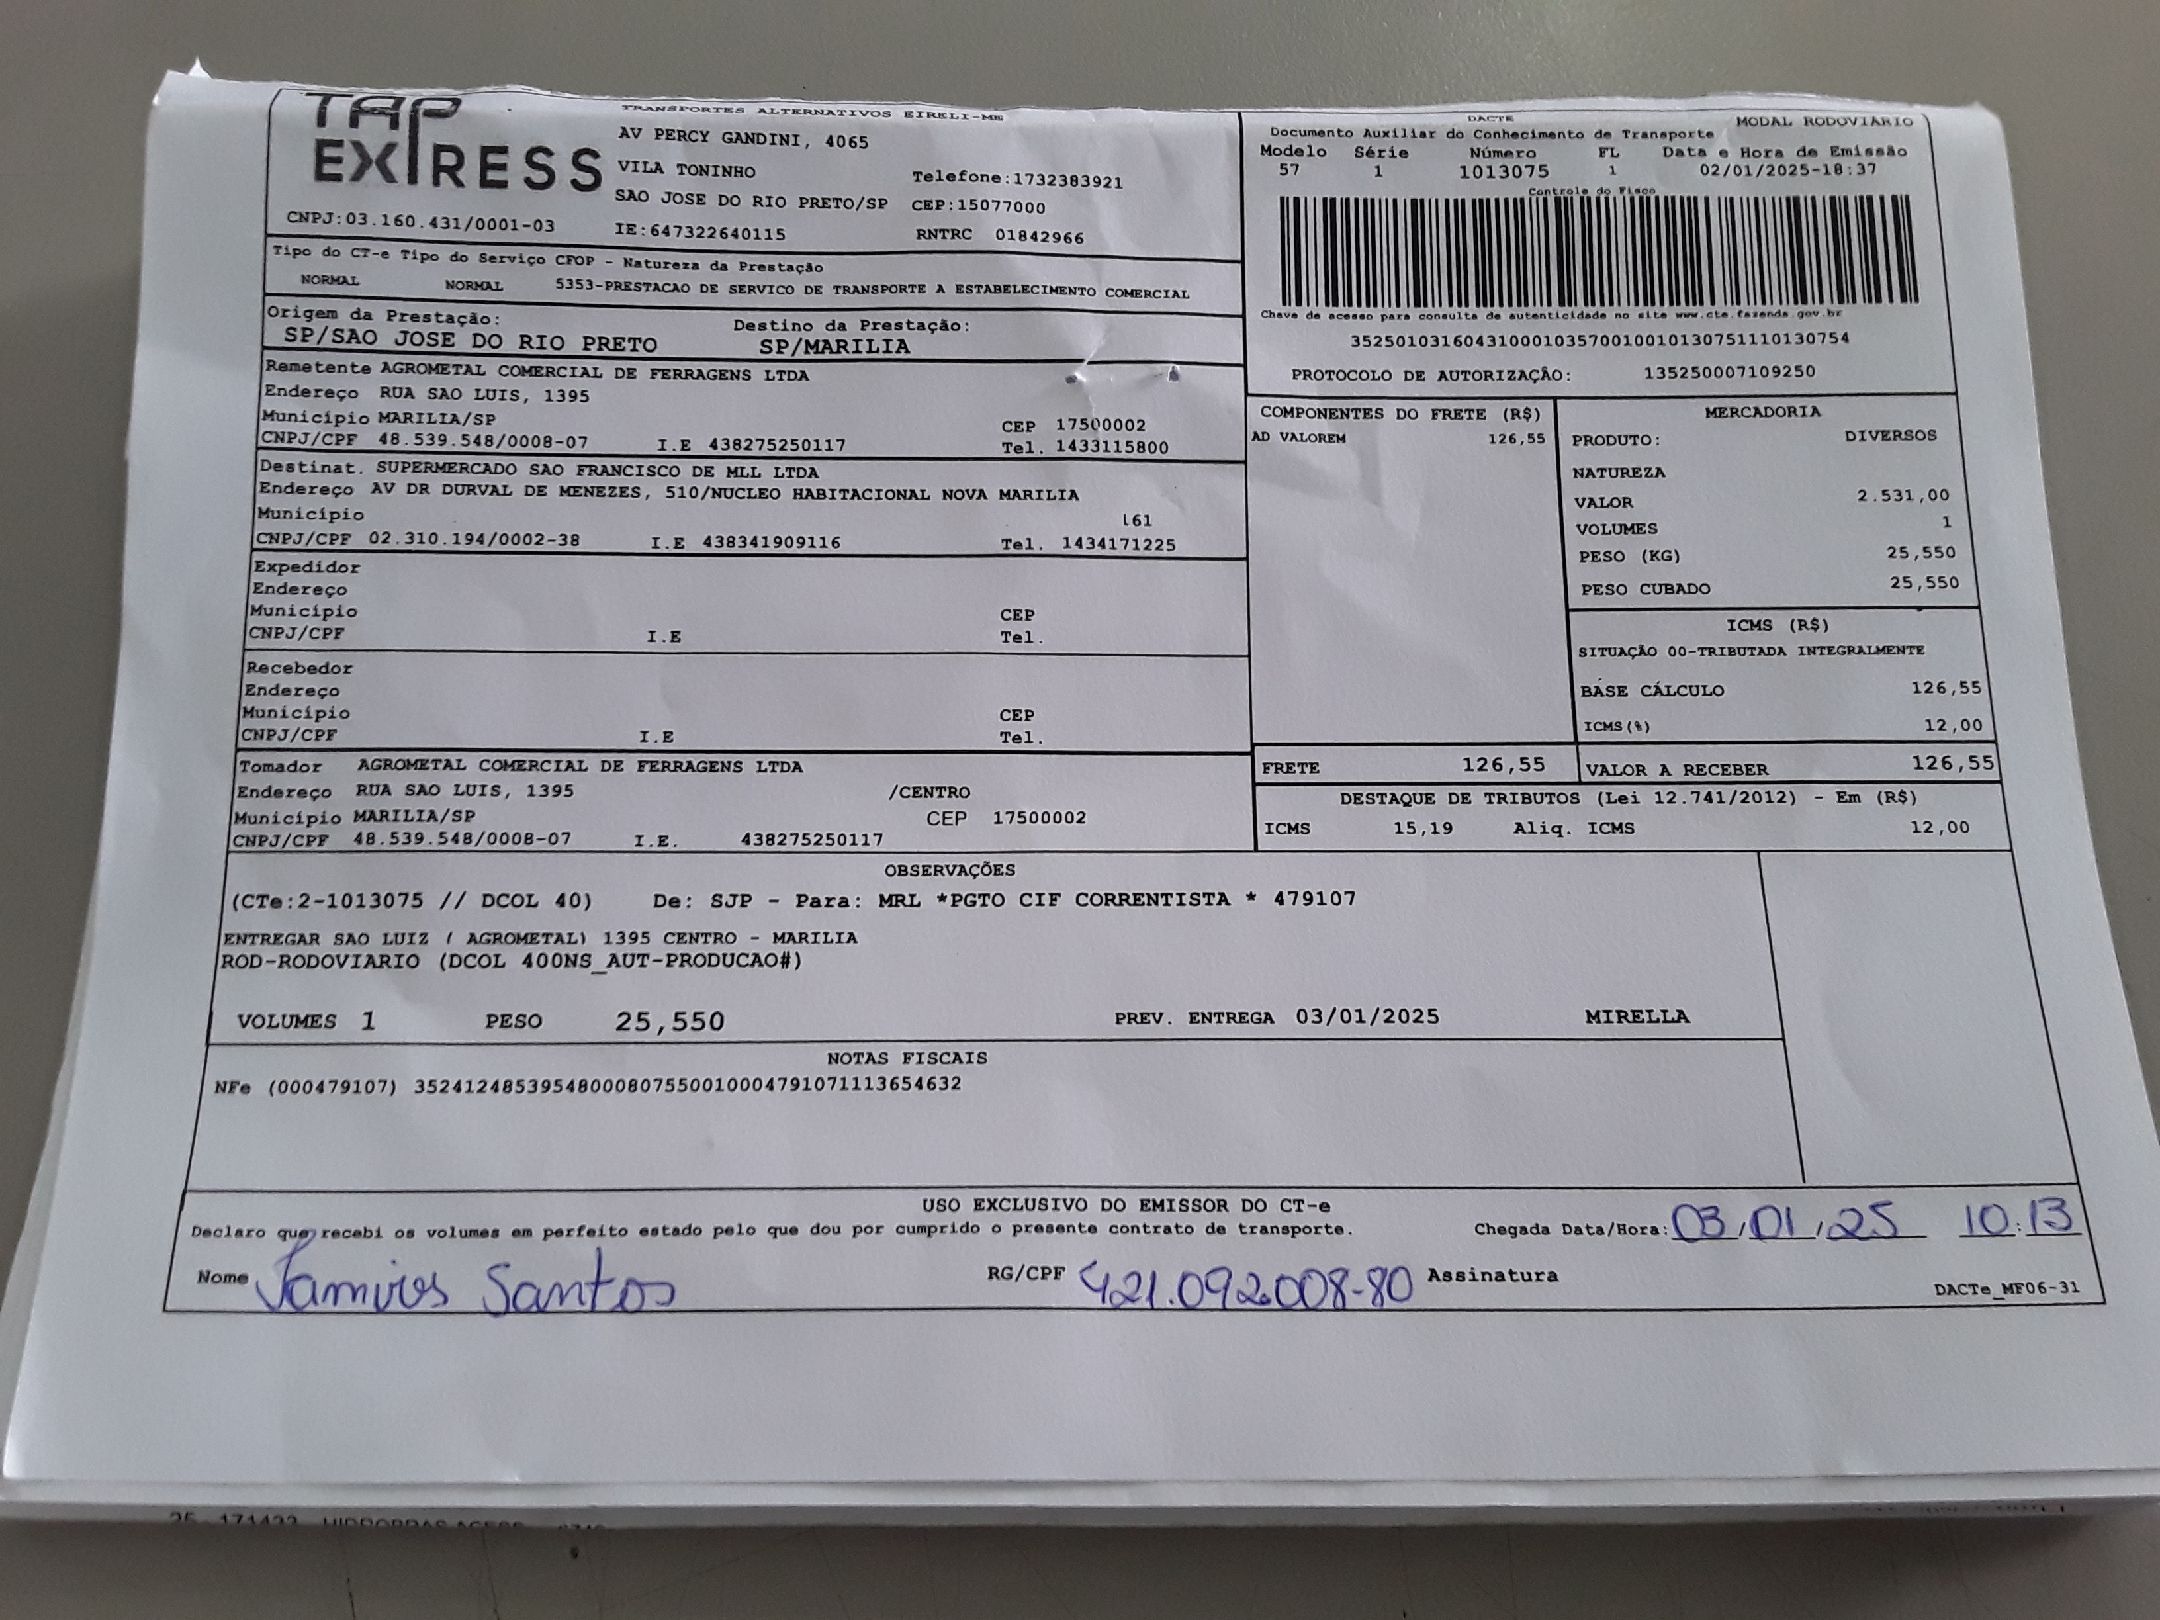 TAP
EXPRESS
TRANSPORTES ALTERNATIVOS EIRELI-ME
AV PERCY GANDINI, 4065
VILA TONINHO Telefone:1732383921
SAO JOSE DO RIO PRETO/SP CEP:15077000
CNPJ:03.160.431/0001-03 IE:647322640115 RNTRC 01842966
DACTE MODAL RODOVIÁRIO
Documento Auxiliar do Conhecimento de Transporte
Modelo Série Número FL Data e Hora de Emissão
57 1 1013075 1 02/01/2025-18:37
Controle do Fisco
Chave de acesso para consulta de autenticidade no site www.cte.fazenda.gov.br
35250103160431000103570010010130751110130754
PROTOCOLO DE AUTORIZAÇÃO: 135250007109250
Tipo do CT-e Tipo do Serviço CFOP - Natureza da Prestação
NORMAL NORMAL 5353-PRESTACAO DE SERVICO DE TRANSPORTE A ESTABELECIMENTO COMERCIAL
Origem da Prestação: Destino da Prestação:
SP/SAO JOSE DO RIO PRETO SP/MARILIA
Remetente AGROMETAL COMERCIAL DE FERRAGENS LTDA
Endereço RUA SAO LUIS, 1395
Município MARILIA/SP CEP 17500002
CNPJ/CPF 48.539.548/0008-07 I.E 438275250117 Tel. 1433115800
Destinat. SUPERMERCADO SAO FRANCISCO DE MLL LTDA
Endereço AV DR DURVAL DE MENEZES, 510/NUCLEO HABITACIONAL NOVA MARILIA
Município 161
CNPJ/CPF 02.310.194/0002-38 I.E 438341909116 Tel. 1434171225
Expedidor
Endereço
Município CEP
CNPJ/CPF I.E Tel.
Recebedor
Endereço
Município CEP
CNPJ/CPF I.E Tel.
Tomador AGROMETAL COMERCIAL DE FERRAGENS LTDA
Endereço RUA SAO LUIS, 1395 /CENTRO
Município MARILIA/SP CEP 17500002
CNPJ/CPF 48.539.548/0008-07 I.E. 438275250117
COMPONENTES DO FRETE (R$)
AD VALOREM 126,55
MERCADORIA
PRODUTO: DIVERSOS
NATUREZA
VALOR 2.531,00
VOLUMES 1
PESO (KG) 25,550
PESO CUBADO 25,550
ICMS (R$)
SITUAÇÃO 00-TRIBUTADA INTEGRALMENTE
BASE CÁLCULO 126,55
ICMS(%) 12,00
FRETE 126,55 VALOR A RECEBER 126,55
DESTAQUE DE TRIBUTOS (Lei 12.741/2012) - Em (R$)
ICMS 15,19 Aliq. ICMS 12,00
OBSERVAÇÕES
(CTe:2-1013075 // DCOL 40) De: SJP - Para: MRL *PGTO CIF CORRENTISTA * 479107
ENTREGAR SAO LUIZ ( AGROMETAL) 1395 CENTRO - MARILIA
ROD-RODOVIARIO (DCOL 400NS_AUT-PRODUCAO#)
VOLUMES 1 PESO 25,550 PREV. ENTREGA 03/01/2025 MIRELLA
NOTAS FISCAIS
NFe (000479107) 35241248539548000807550010004791071113654632
USO EXCLUSIVO DO EMISSOR DO CT-e
Declaro que recebi os volumes em perfeito estado pelo que dou por cumprido o presente contrato de transporte. Chegada Data/Hora: 03/01/25 10:13
Nome Tamires Santos RG/CPF 421.092.008-80 Assinatura
DACTe_MF06-31